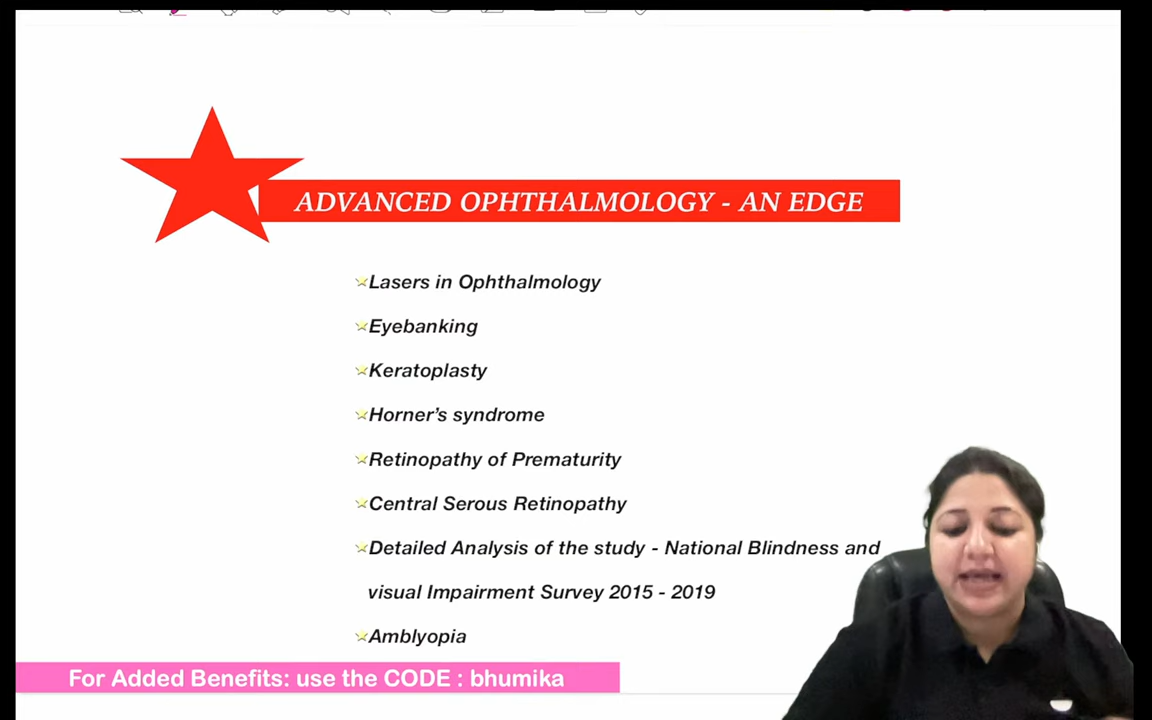 ADVANCED OPHTHALMOLOGY - AN EDGE
Lasers in Ophthalmology
Eyebanking
Keratoplasty
Horner’s syndrome
Retinopathy of Prematurity
Central Serous Retinopathy
Detailed Analysis of the study - National Blindness and
visual Impairment Survey 2015 - 2019
Amblyopia
For Added Benefits: use the CODE : bhumika